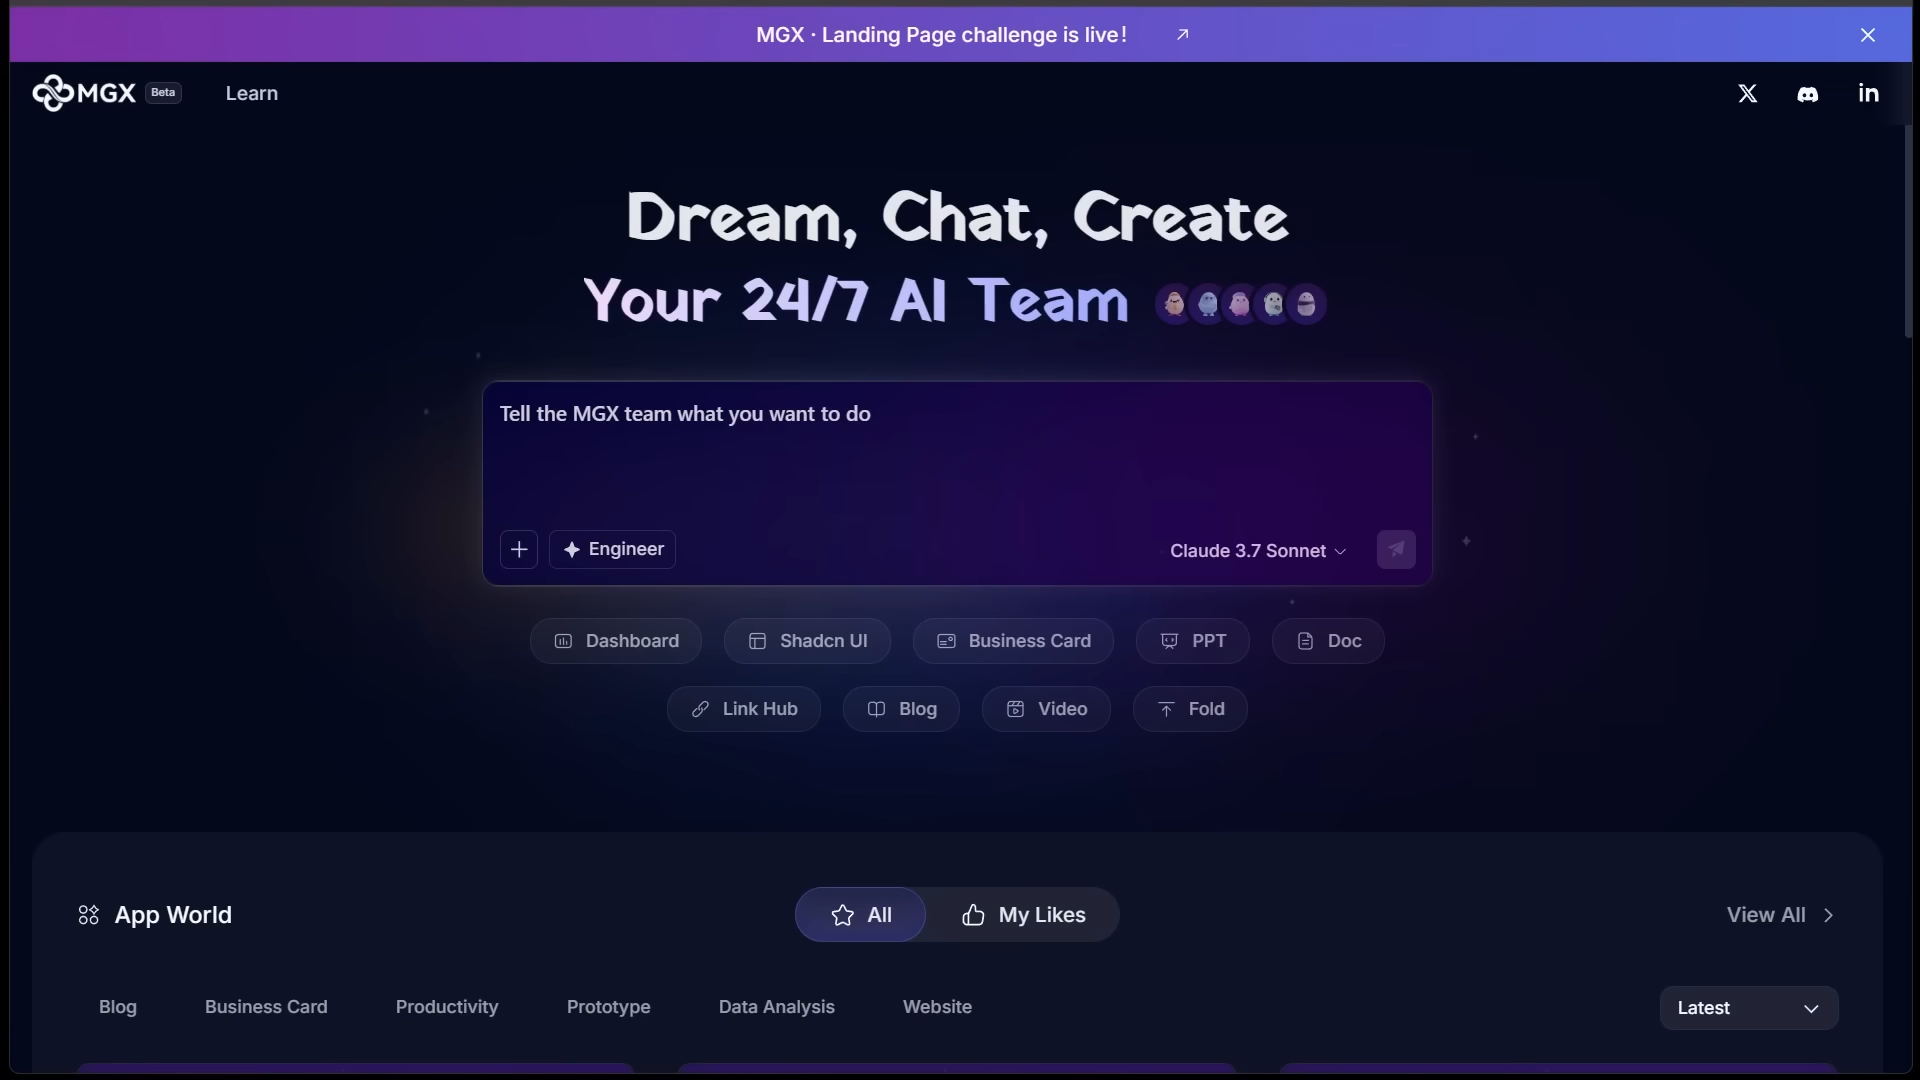 MGX · Landing Page challenge is live!
MGX Beta Learn
Dream, Chat, Create
Your 24/7 AI Team
Tell the MGX team what you want to do
Engineer Claude 3.7 Sonnet
Dashboard Shadcn UI Business Card PPT Doc
Link Hub Blog Video Fold
App World All My Likes View All
Blog Business Card Productivity Prototype Data Analysis Website Latest